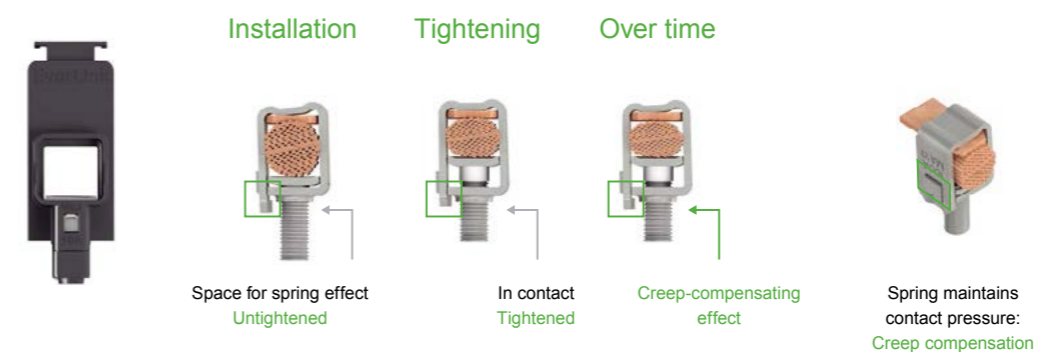 Installation
Tightening
Over time
EverLink
Space for spring effect
Untightened
In contact
Tightened
Creep-compensating
effect
Spring maintains
contact pressure:
Creep compensation